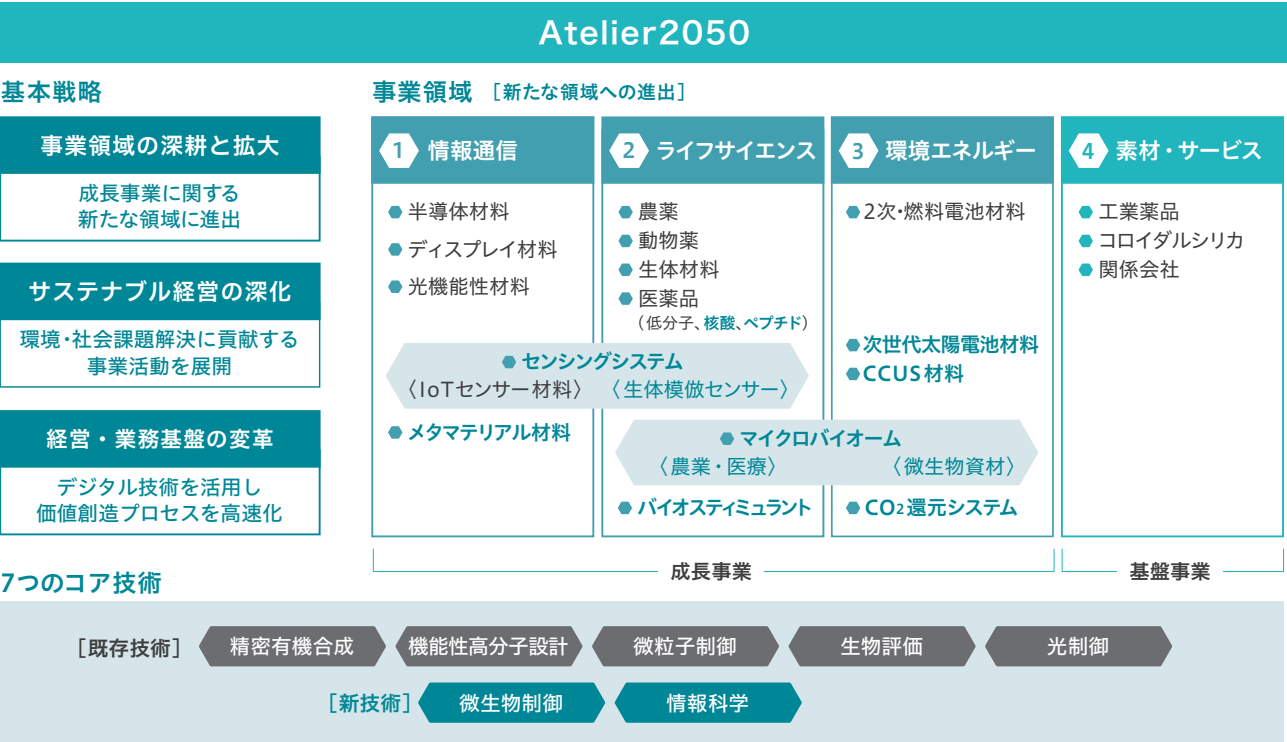 Atelier2050
基本戦略
事業領域の深耕と拡大
成長事業に関する
新たな領域に進出
サステナブル経営の深化
環境・社会課題解決に貢献する
事業活動を展開
経営・業務基盤の変革
デジタル技術を活用し
価値創造プロセスを高速化
事業領域 [新たな領域への進出]
1 情報通信
半導体材料
ディスプレイ材料
光機能性材料
2 ライフサイエンス
農薬
動物薬
生体材料
医薬品
(低分子、核酸、ペプチド)
3 環境エネルギー
2次・燃料電池材料
次世代太陽電池材料
CCUS材料
4 素材・サービス
工業薬品
コロイダルシリカ
関係会社
センシングシステム
〈IoTセンサー材料〉 〈生体模倣センサー〉
メタマテリアル材料
マイクロバイオーム
〈農業・医療〉 〈微生物資材〉
バイオスティミュラント
CO2還元システム
成長事業
基盤事業
7つのコア技術
[既存技術] 精密有機合成 機能性高分子設計 微粒子制御 生物評価 光制御
[新技術] 微生物制御 情報科学